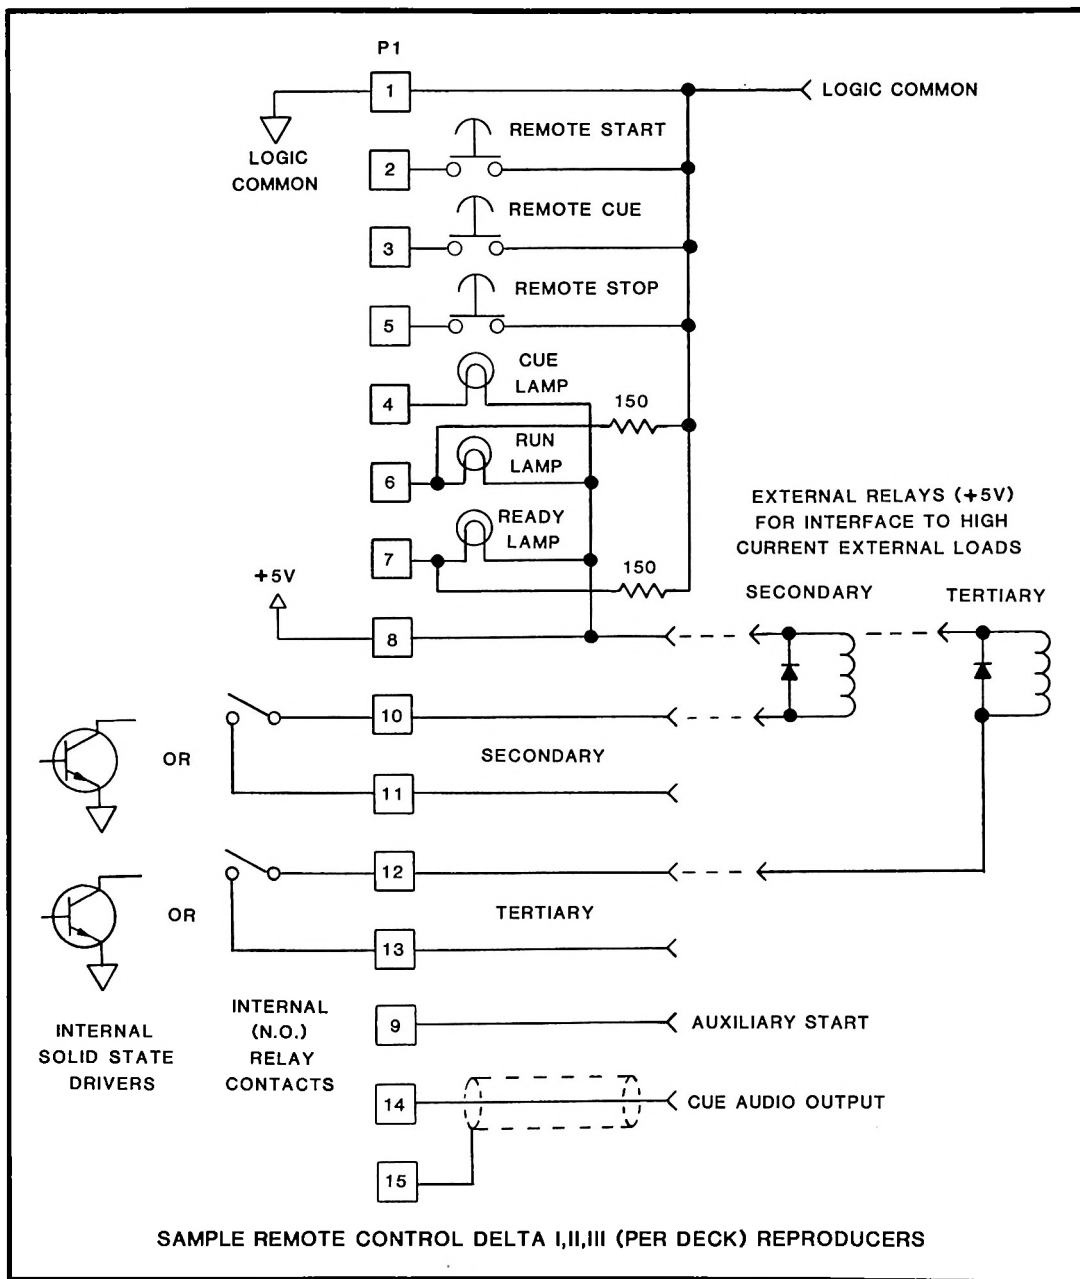 P1
1
LOGIC COMMON
LOGIC
COMMON
REMOTE START
2
REMOTE CUE
3
REMOTE STOP
5
CUE
LAMP
4
150
RUN
LAMP
6
READY
LAMP
7
150
EXTERNAL RELAYS (+5V)
FOR INTERFACE TO HIGH
CURRENT EXTERNAL LOADS
SECONDARY
TERTIARY
+5V
8
10
OR
SECONDARY
11
12
OR
TERTIARY
13
INTERNAL
SOLID STATE
DRIVERS
INTERNAL
(N.O.)
RELAY
CONTACTS
9
AUXILIARY START
14
CUE AUDIO OUTPUT
15
SAMPLE REMOTE CONTROL DELTA I,II,III (PER DECK) REPRODUCERS